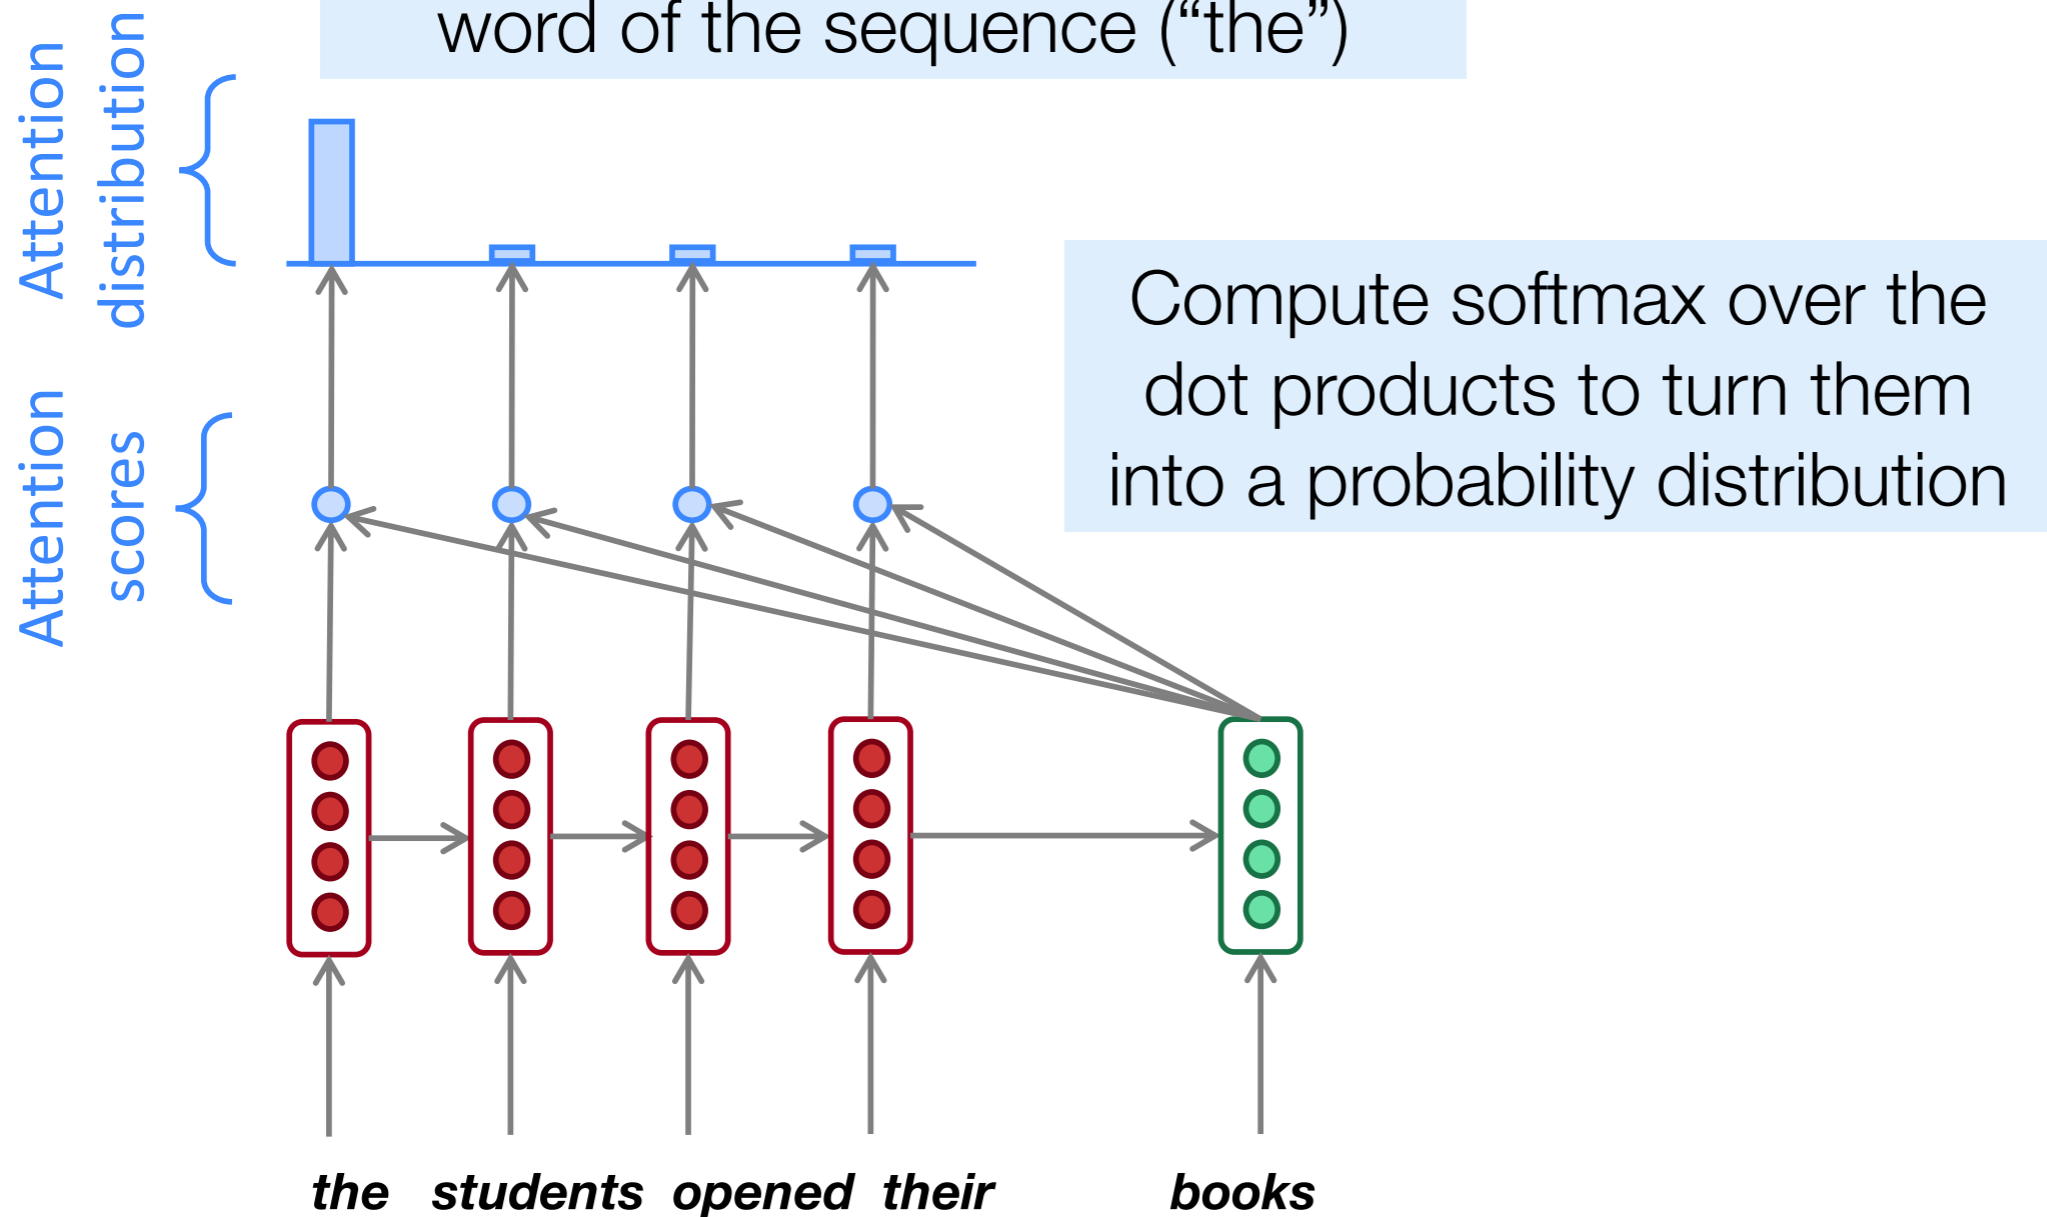 word of the sequence (“the”)
Attention
distribution
Compute softmax over the
dot products to turn them
into a probability distribution
Attention
scores
the students opened their books